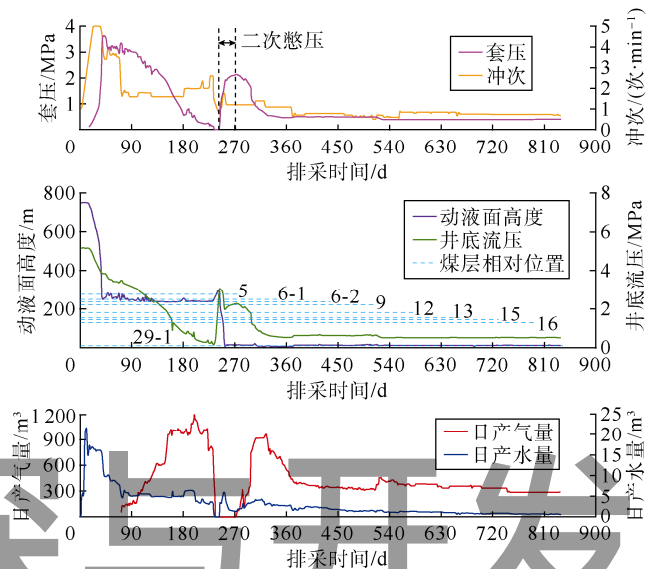 二次憋压
套压
冲次
套压/MPa
4
3
2
1
5
4
3
2
1
0
冲次/(次·min⁻¹)
0 90 180 270 360 450 540 630 720 810 900
排采时间/d
动液面高度
井底流压
煤层相对位置
动液面高度/m
800
600
400
200
8
6
4
2
0
井底流压/MPa
5 6-1 6-2 9 12 13 15 16
29-1
0 90 180 270 360 450 540 630 720 810 900
排采时间/d
日产气量
日产水量
日产气量/m³
1 200
900
600
300
25
20
15
10
5
0
日产水量/m³
0 90 180 270 360 450 540 630 720 810 900
排采时间/d
开发